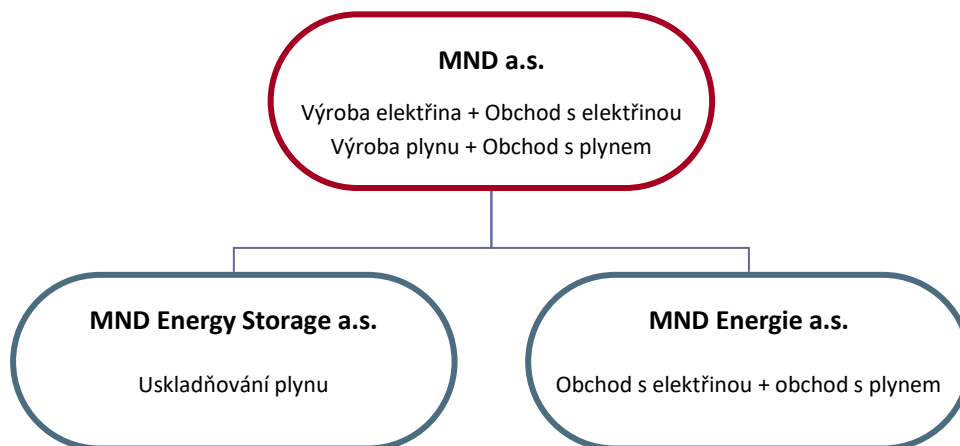 MND a.s.
Výroba elektřina + Obchod s elektřinou
Výroba plynu + Obchod s plynem
MND Energy Storage a.s.
Uskladňování plynu
MND Energie a.s.
Obchod s elektřinou + obchod s plynem